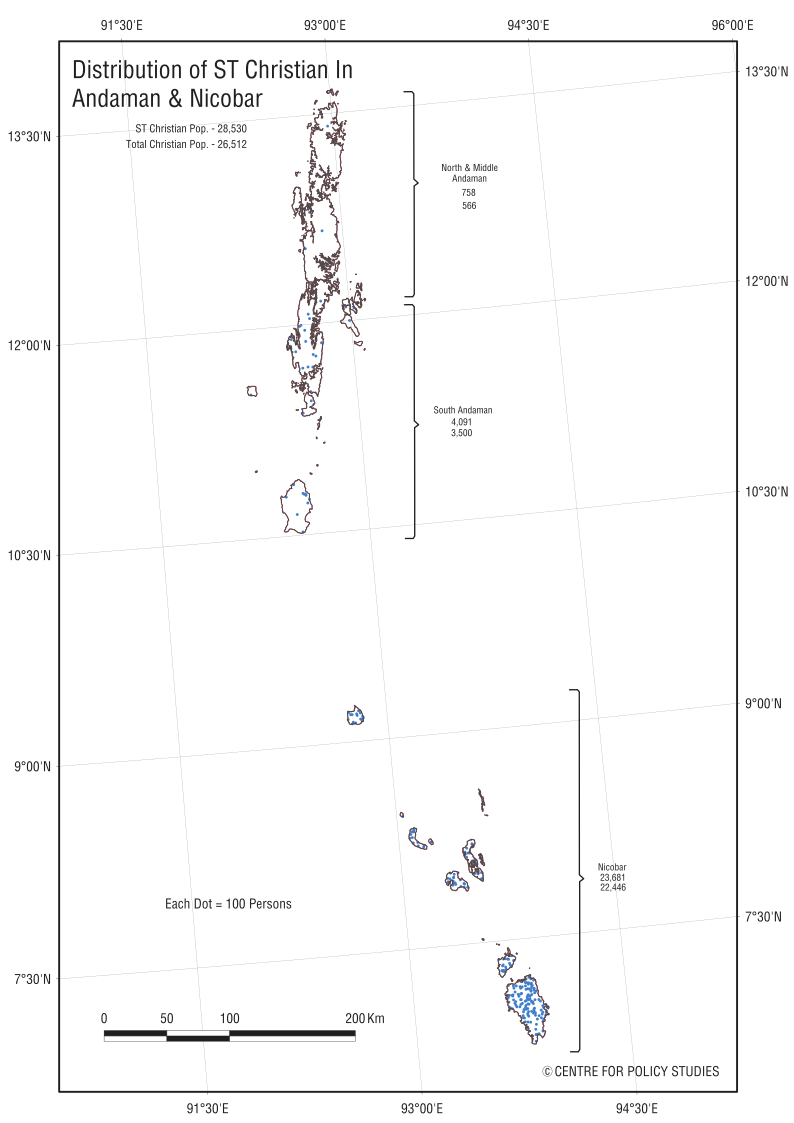 91°30'E 93°00'E 94°30'E 96°00'E
Distribution of ST Christian In
Andaman & Nicobar
ST Christian Pop. - 28,530
Total Christian Pop. - 26,512
13°30'N
13°30'N
North & Middle
Andaman
758
566
12°00'N
12°00'N
South Andaman
4,091
3,500
10°30'N
10°30'N
9°00'N
9°00'N
Nicobar
23,681
22,446
Each Dot = 100 Persons
7°30'N
7°30'N
0 50 100 200 Km
© CENTRE FOR POLICY STUDIES
91°30'E 93°00'E 94°30'E